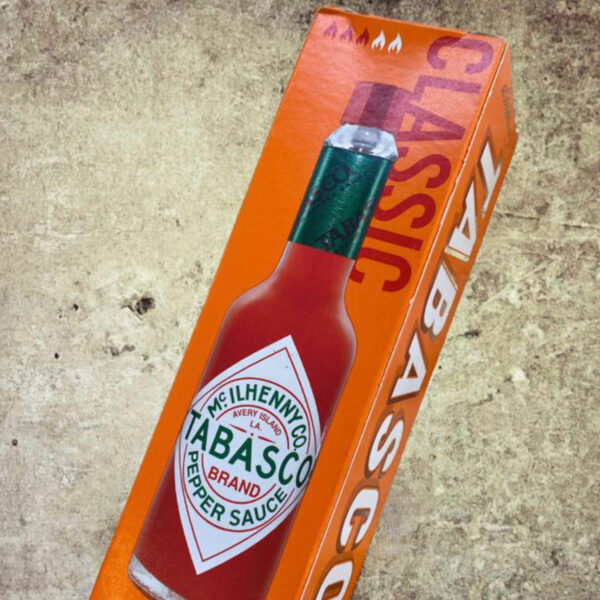 CLASSIC
McILHENNY CO.
AVERY ISLAND
LA.
TABASCO
BRAND
PEPPER SAUCE
TABASCO